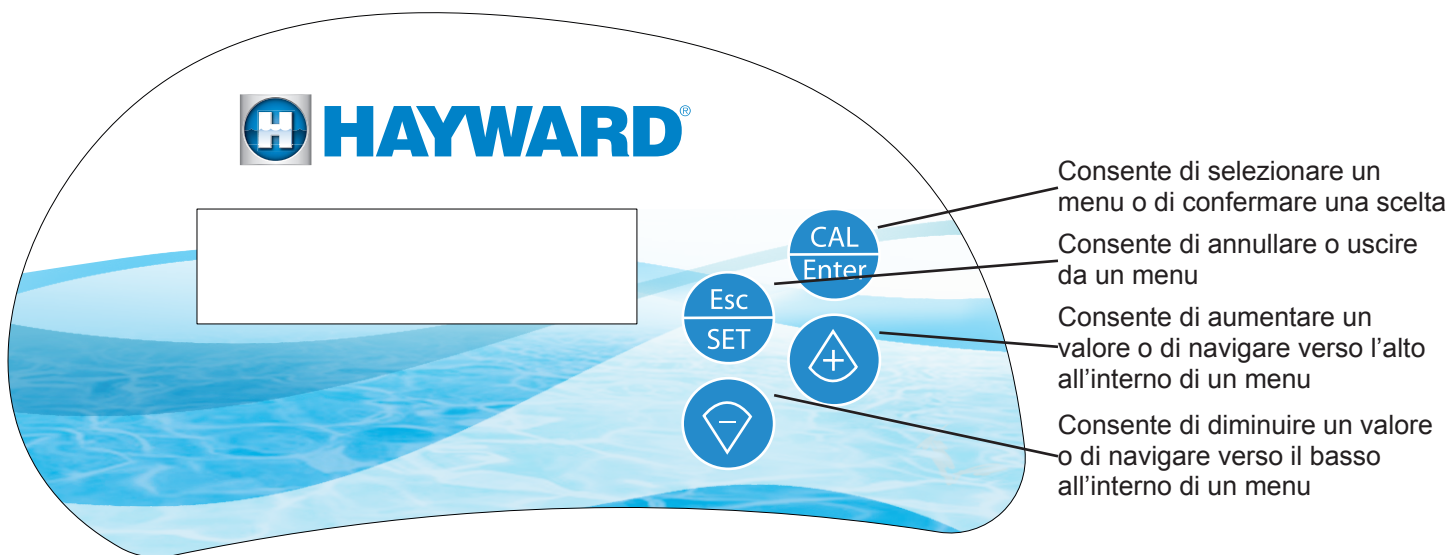 HAYWARD®
CAL
Enter
Esc
SET
+
-
Consente di selezionare un
menu o di confermare una scelta
Consente di annullare o uscire
da un menu
Consente di aumentare un
valore o di navigare verso l’alto
all’interno di un menu
Consente di diminuire un valore
o di navigare verso il basso
all’interno di un menu